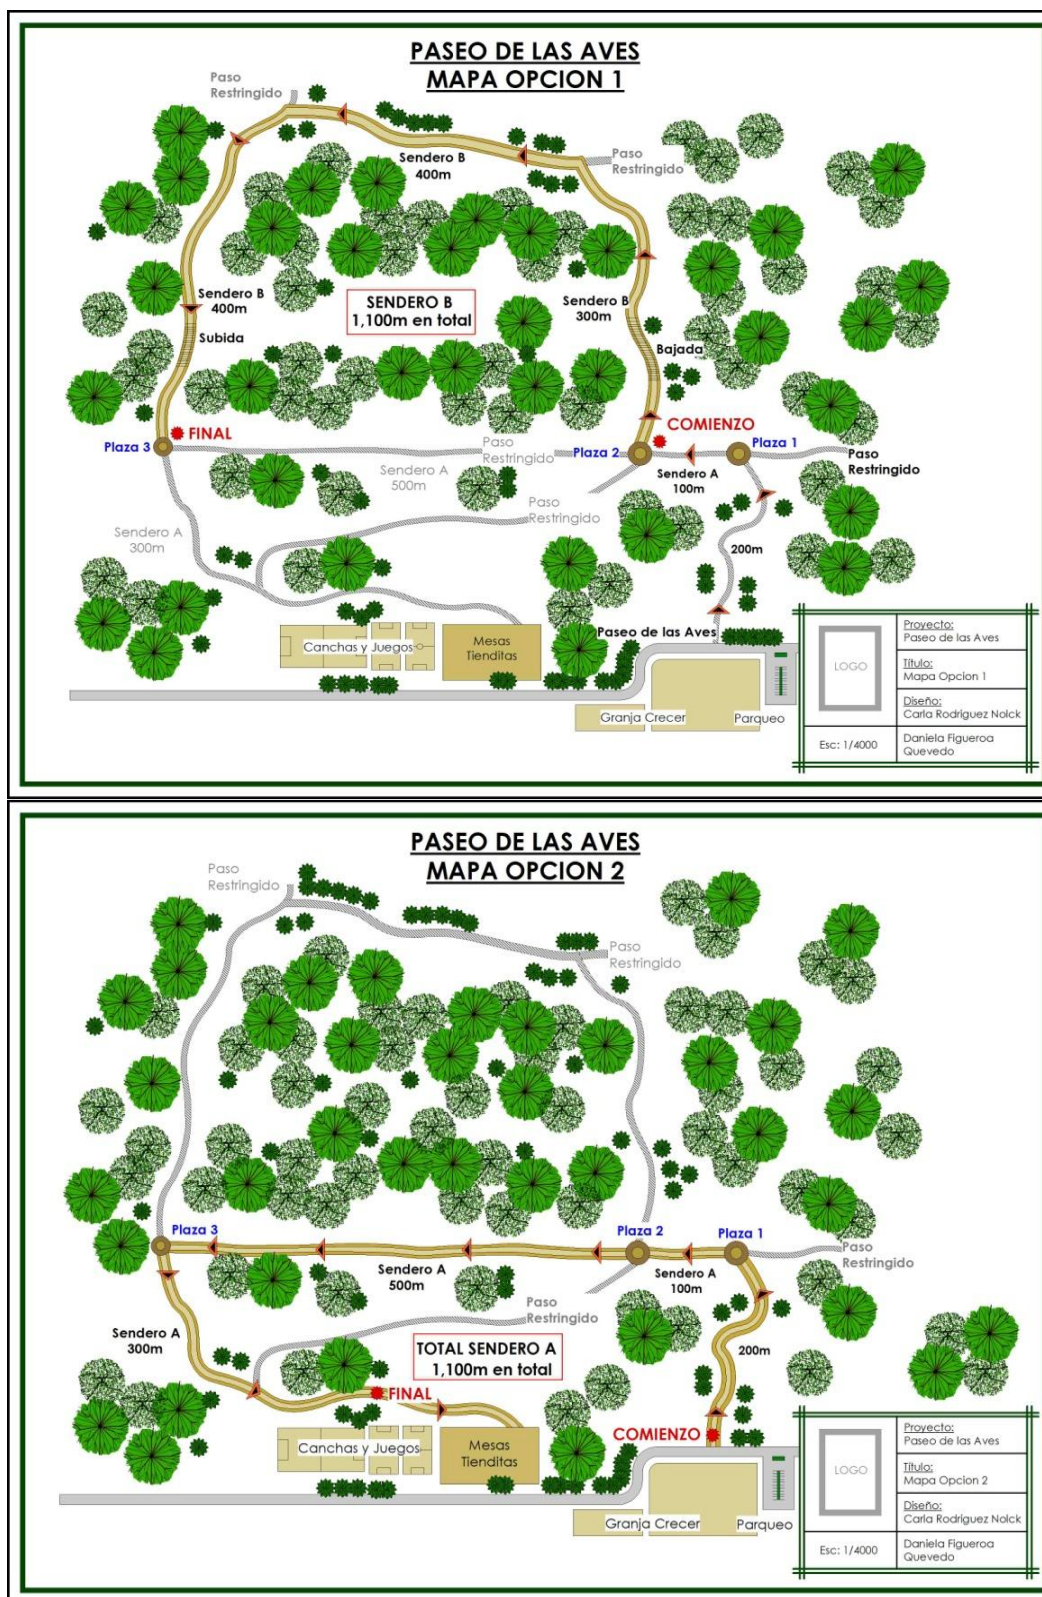 PASEO DE LAS AVES
MAPA OPCION 1
Paso
Restringido
Sendero B
400m
Paso
Restringido
Sendero B
400m
SENDERO B
1,100m en total
Sendero B
300m
Subida
Bajada
FINAL
COMIENZO
Plaza 3
Paso
Restringido
Plaza 2
Plaza 1
Paso
Restringido
Sendero A
500m
Sendero A
100m
Paso
Restringido
Sendero A
300m
200m
Paseo de las Aves
Canchas y Juegos
Mesas
Tienditas
Granja Crecer
Parqueo
LOGO
Proyecto:
Paseo de las Aves
Título:
Mapa Opcion 1
Diseño:
Carla Rodriguez Nolck
Esc: 1/4000
Daniela Figueroa
Quevedo
PASEO DE LAS AVES
MAPA OPCION 2
Paso
Restringido
Paso
Restringido
Plaza 3
Plaza 2
Plaza 1
Paso
Restringido
Sendero A
500m
Sendero A
100m
Paso
Restringido
Sendero A
300m
200m
TOTAL SENDERO A
1,100m en total
FINAL
COMIENZO
Canchas y Juegos
Mesas
Tienditas
Granja Crecer
Parqueo
LOGO
Proyecto:
Paseo de las Aves
Título:
Mapa Opcion 2
Diseño:
Carla Rodriguez Nolck
Esc: 1/4000
Daniela Figueroa
Quevedo